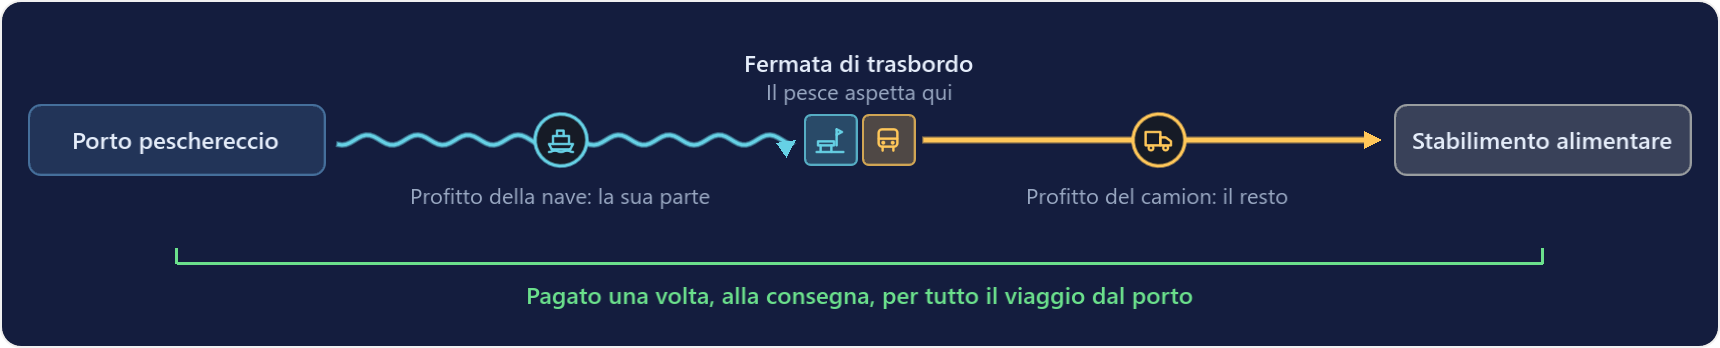 Fermata di trasbordo
Il pesce aspetta qui
Porto peschereccio
Stabilimento alimentare
Profitto della nave: la sua parte
Profitto del camion: il resto
Pagato una volta, alla consegna, per tutto il viaggio dal porto